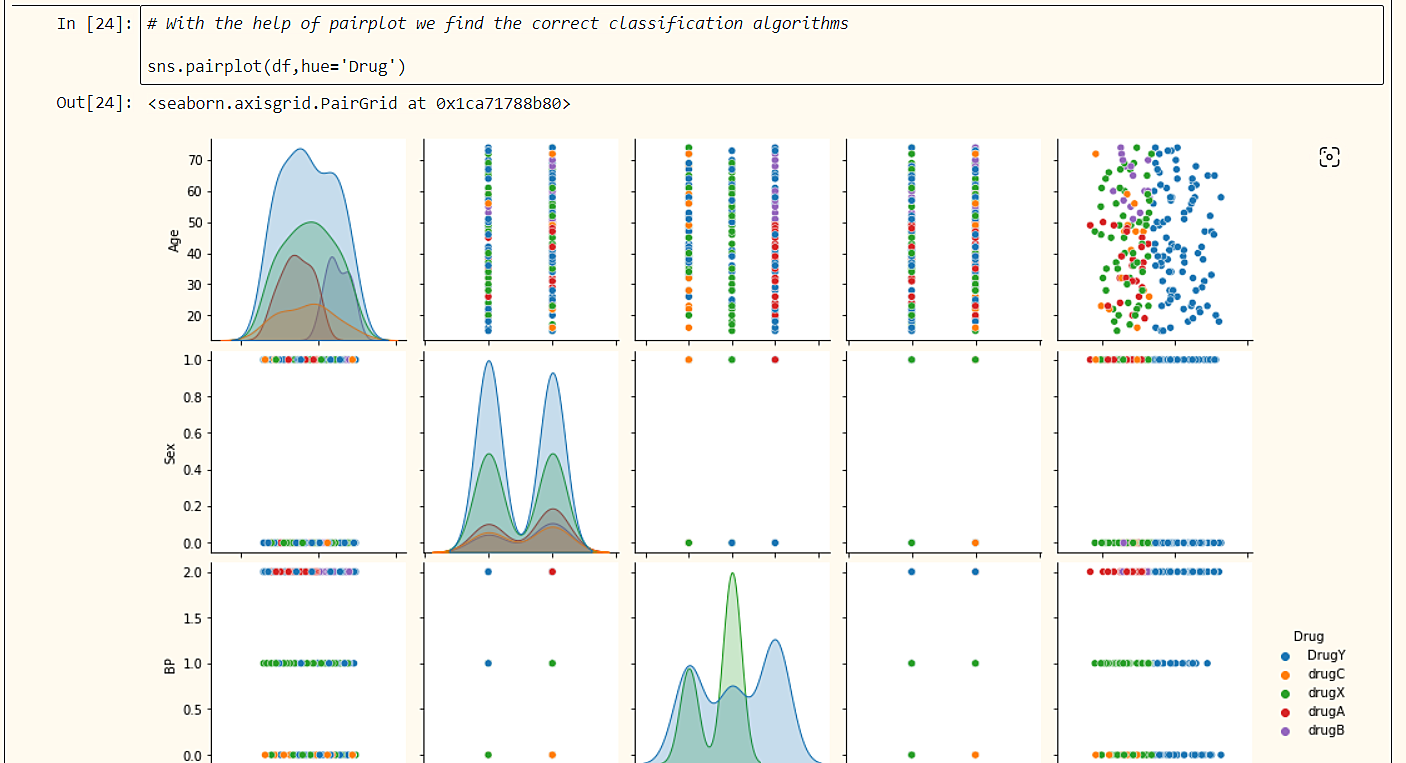 In [24]: # With the help of pairplot we find the correct classification algorithms
sns.pairplot(df,hue='Drug')
Out[24]: <seaborn.axisgrid.PairGrid at 0x1ca71788b80>
70
60
50
40
30
20
Age
1.0
0.8
0.6
0.4
0.2
0.0
Sex
2.0
1.5
1.0
0.5
0.0
BP
Drug
DrugY
drugC
drugX
drugA
drugB